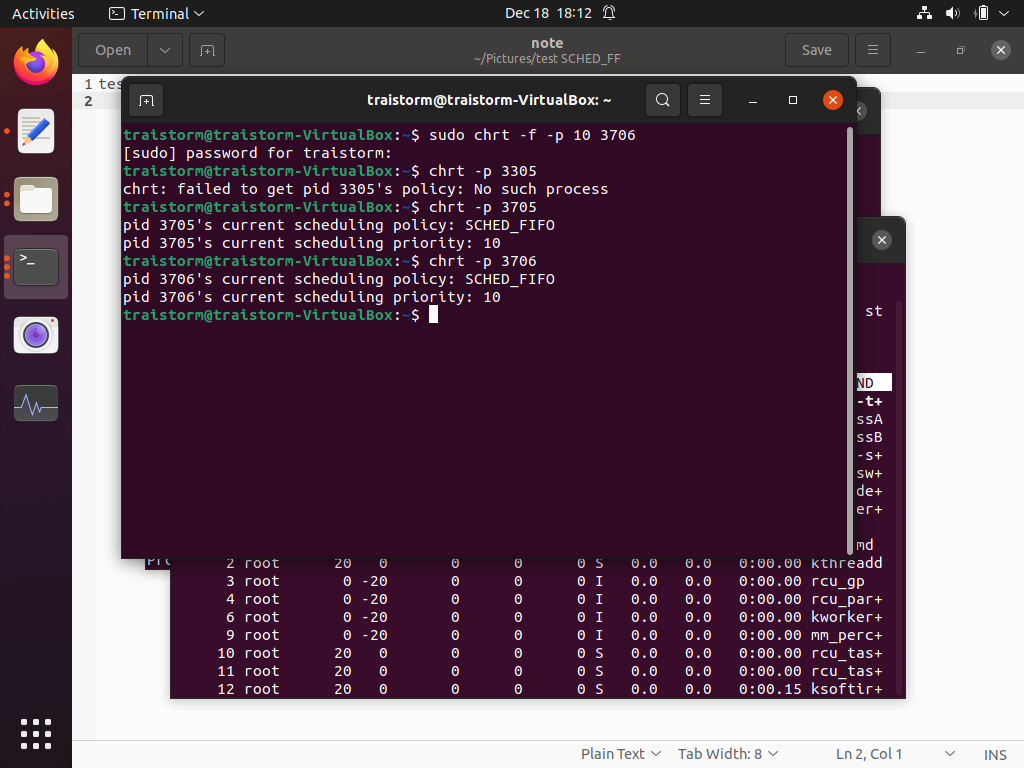 Activities Terminal Dec 18 18:12
Open note Save
~/Pictures/test SCHED_FF
1 tes
2
traistorm@traistorm-VirtualBox: ~
traistorm@traistorm-VirtualBox:~$ sudo chrt -f -p 10 3706
[sudo] password for traistorm:
traistorm@traistorm-VirtualBox:~$ chrt -p 3305
chrt: failed to get pid 3305's policy: No such process
traistorm@traistorm-VirtualBox:~$ chrt -p 3705
pid 3705's current scheduling policy: SCHED_FIFO
pid 3705's current scheduling priority: 10
traistorm@traistorm-VirtualBox:~$ chrt -p 3706
pid 3706's current scheduling policy: SCHED_FIFO
pid 3706's current scheduling priority: 10
traistorm@traistorm-VirtualBox:~$
st
ND
-t+
ssA
ssB
-s+
sw+
de+
er+
md
2 root 20 0 0 0 0 S 0.0 0.0 0:00.00 kthreadd
3 root 0 -20 0 0 0 I 0.0 0.0 0:00.00 rcu_gp
4 root 0 -20 0 0 0 I 0.0 0.0 0:00.00 rcu_par+
6 root 0 -20 0 0 0 I 0.0 0.0 0:00.00 kworker+
9 root 0 -20 0 0 0 I 0.0 0.0 0:00.00 mm_perc+
10 root 20 0 0 0 0 S 0.0 0.0 0:00.00 rcu_tas+
11 root 20 0 0 0 0 S 0.0 0.0 0:00.00 rcu_tas+
12 root 20 0 0 0 0 S 0.0 0.0 0:00.15 ksoftir+
Plain Text Tab Width: 8 Ln 2, Col 1 INS